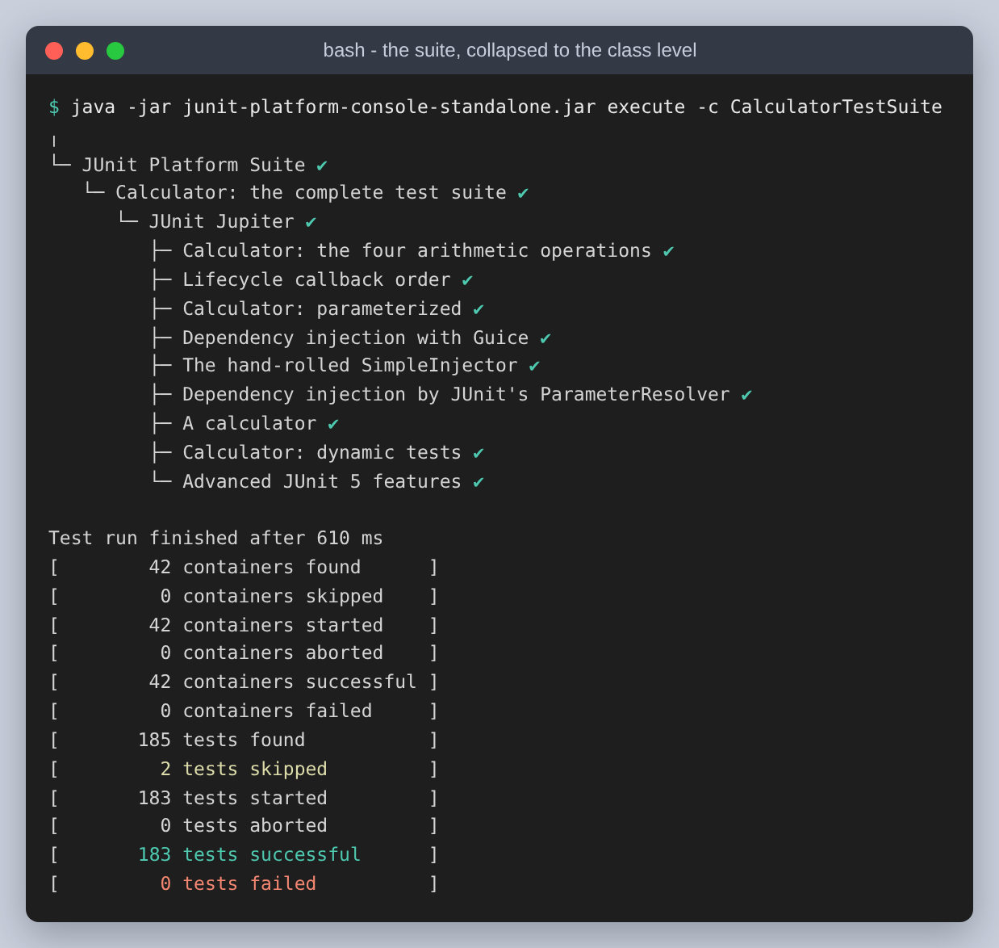 bash - the suite, collapsed to the class level
$ java -jar junit-platform-console-standalone.jar execute -c CalculatorTestSuite
╷
└─ JUnit Platform Suite ✔
   └─ Calculator: the complete test suite ✔
      └─ JUnit Jupiter ✔
         ├─ Calculator: the four arithmetic operations ✔
         ├─ Lifecycle callback order ✔
         ├─ Calculator: parameterized ✔
         ├─ Dependency injection with Guice ✔
         ├─ The hand-rolled SimpleInjector ✔
         ├─ Dependency injection by JUnit's ParameterResolver ✔
         ├─ A calculator ✔
         ├─ Calculator: dynamic tests ✔
         └─ Advanced JUnit 5 features ✔

Test run finished after 610 ms
[        42 containers found      ]
[         0 containers skipped    ]
[        42 containers started    ]
[         0 containers aborted    ]
[        42 containers successful ]
[         0 containers failed     ]
[       185 tests found           ]
[         2 tests skipped         ]
[       183 tests started         ]
[         0 tests aborted         ]
[       183 tests successful      ]
[         0 tests failed          ]